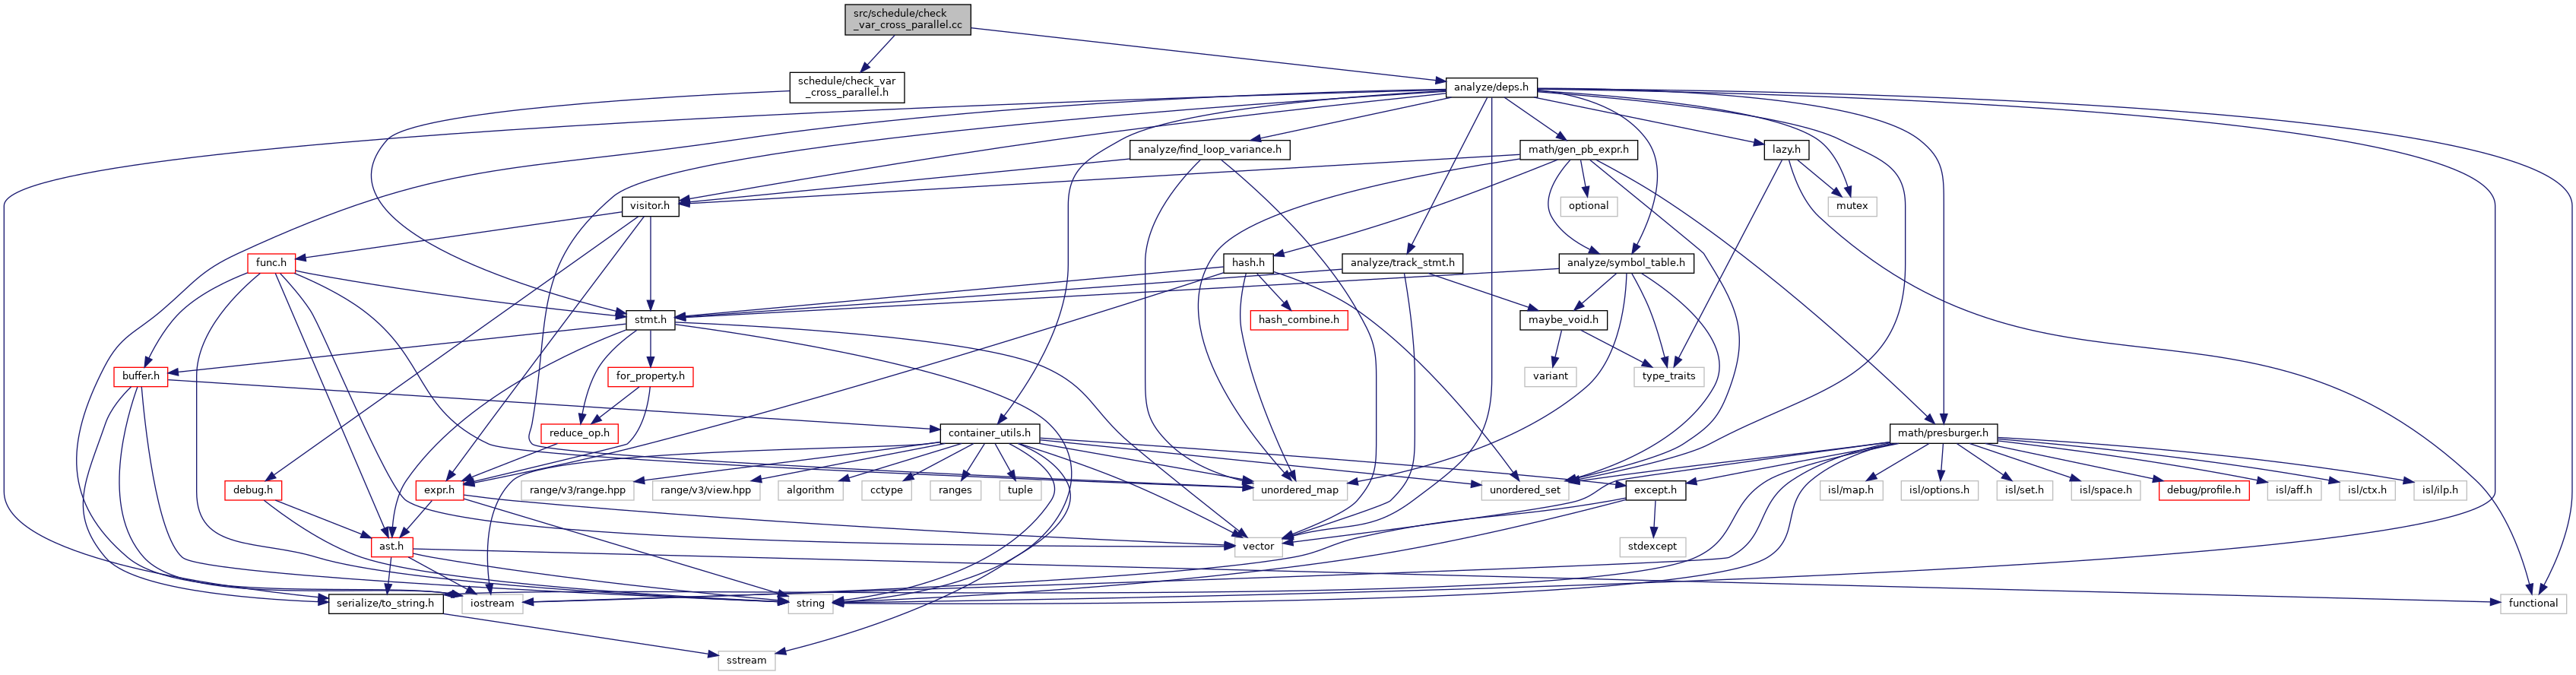 src/schedule/check
_var_cross_parallel.cc
schedule/check_var
_cross_parallel.h
analyze/deps.h
analyze/find_loop_variance.h
math/gen_pb_expr.h
lazy.h
visitor.h
optional
mutex
func.h
hash.h
analyze/track_stmt.h
analyze/symbol_table.h
stmt.h
hash_combine.h
maybe_void.h
buffer.h
for_property.h
variant
type_traits
reduce_op.h
container_utils.h
math/presburger.h
debug.h
expr.h
range/v3/range.hpp
range/v3/view.hpp
algorithm
cctype
ranges
tuple
unordered_map
unordered_set
except.h
isl/map.h
isl/options.h
isl/set.h
isl/space.h
debug/profile.h
isl/aff.h
isl/ctx.h
isl/ilp.h
ast.h
vector
stdexcept
serialize/to_string.h
iostream
string
functional
sstream